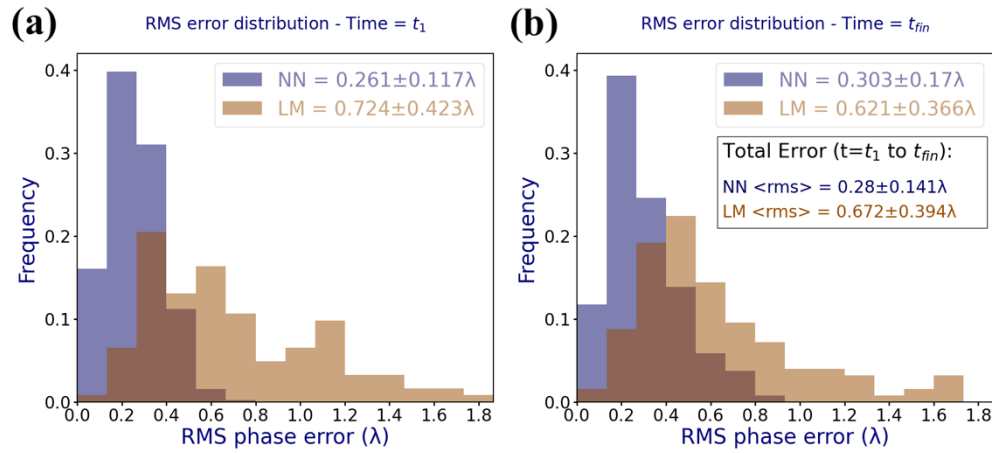 (a)
RMS error distribution - Time = t₁
NN = 0.261±0.117λ
LM = 0.724±0.423λ
Frequency
0.4
0.3
0.2
0.1
0.0
0.0 0.2 0.4 0.6 0.8 1.0 1.2 1.4 1.6 1.8
RMS phase error (λ)
(b)
RMS error distribution - Time = t_fin
NN = 0.303±0.17λ
LM = 0.621±0.366λ
Total Error (t=t₁ to t_fin):
NN <rms> = 0.28±0.141λ
LM <rms> = 0.672±0.394λ
Frequency
0.4
0.3
0.2
0.1
0.0
0.0 0.2 0.4 0.6 0.8 1.0 1.2 1.4 1.6 1.8
RMS phase error (λ)